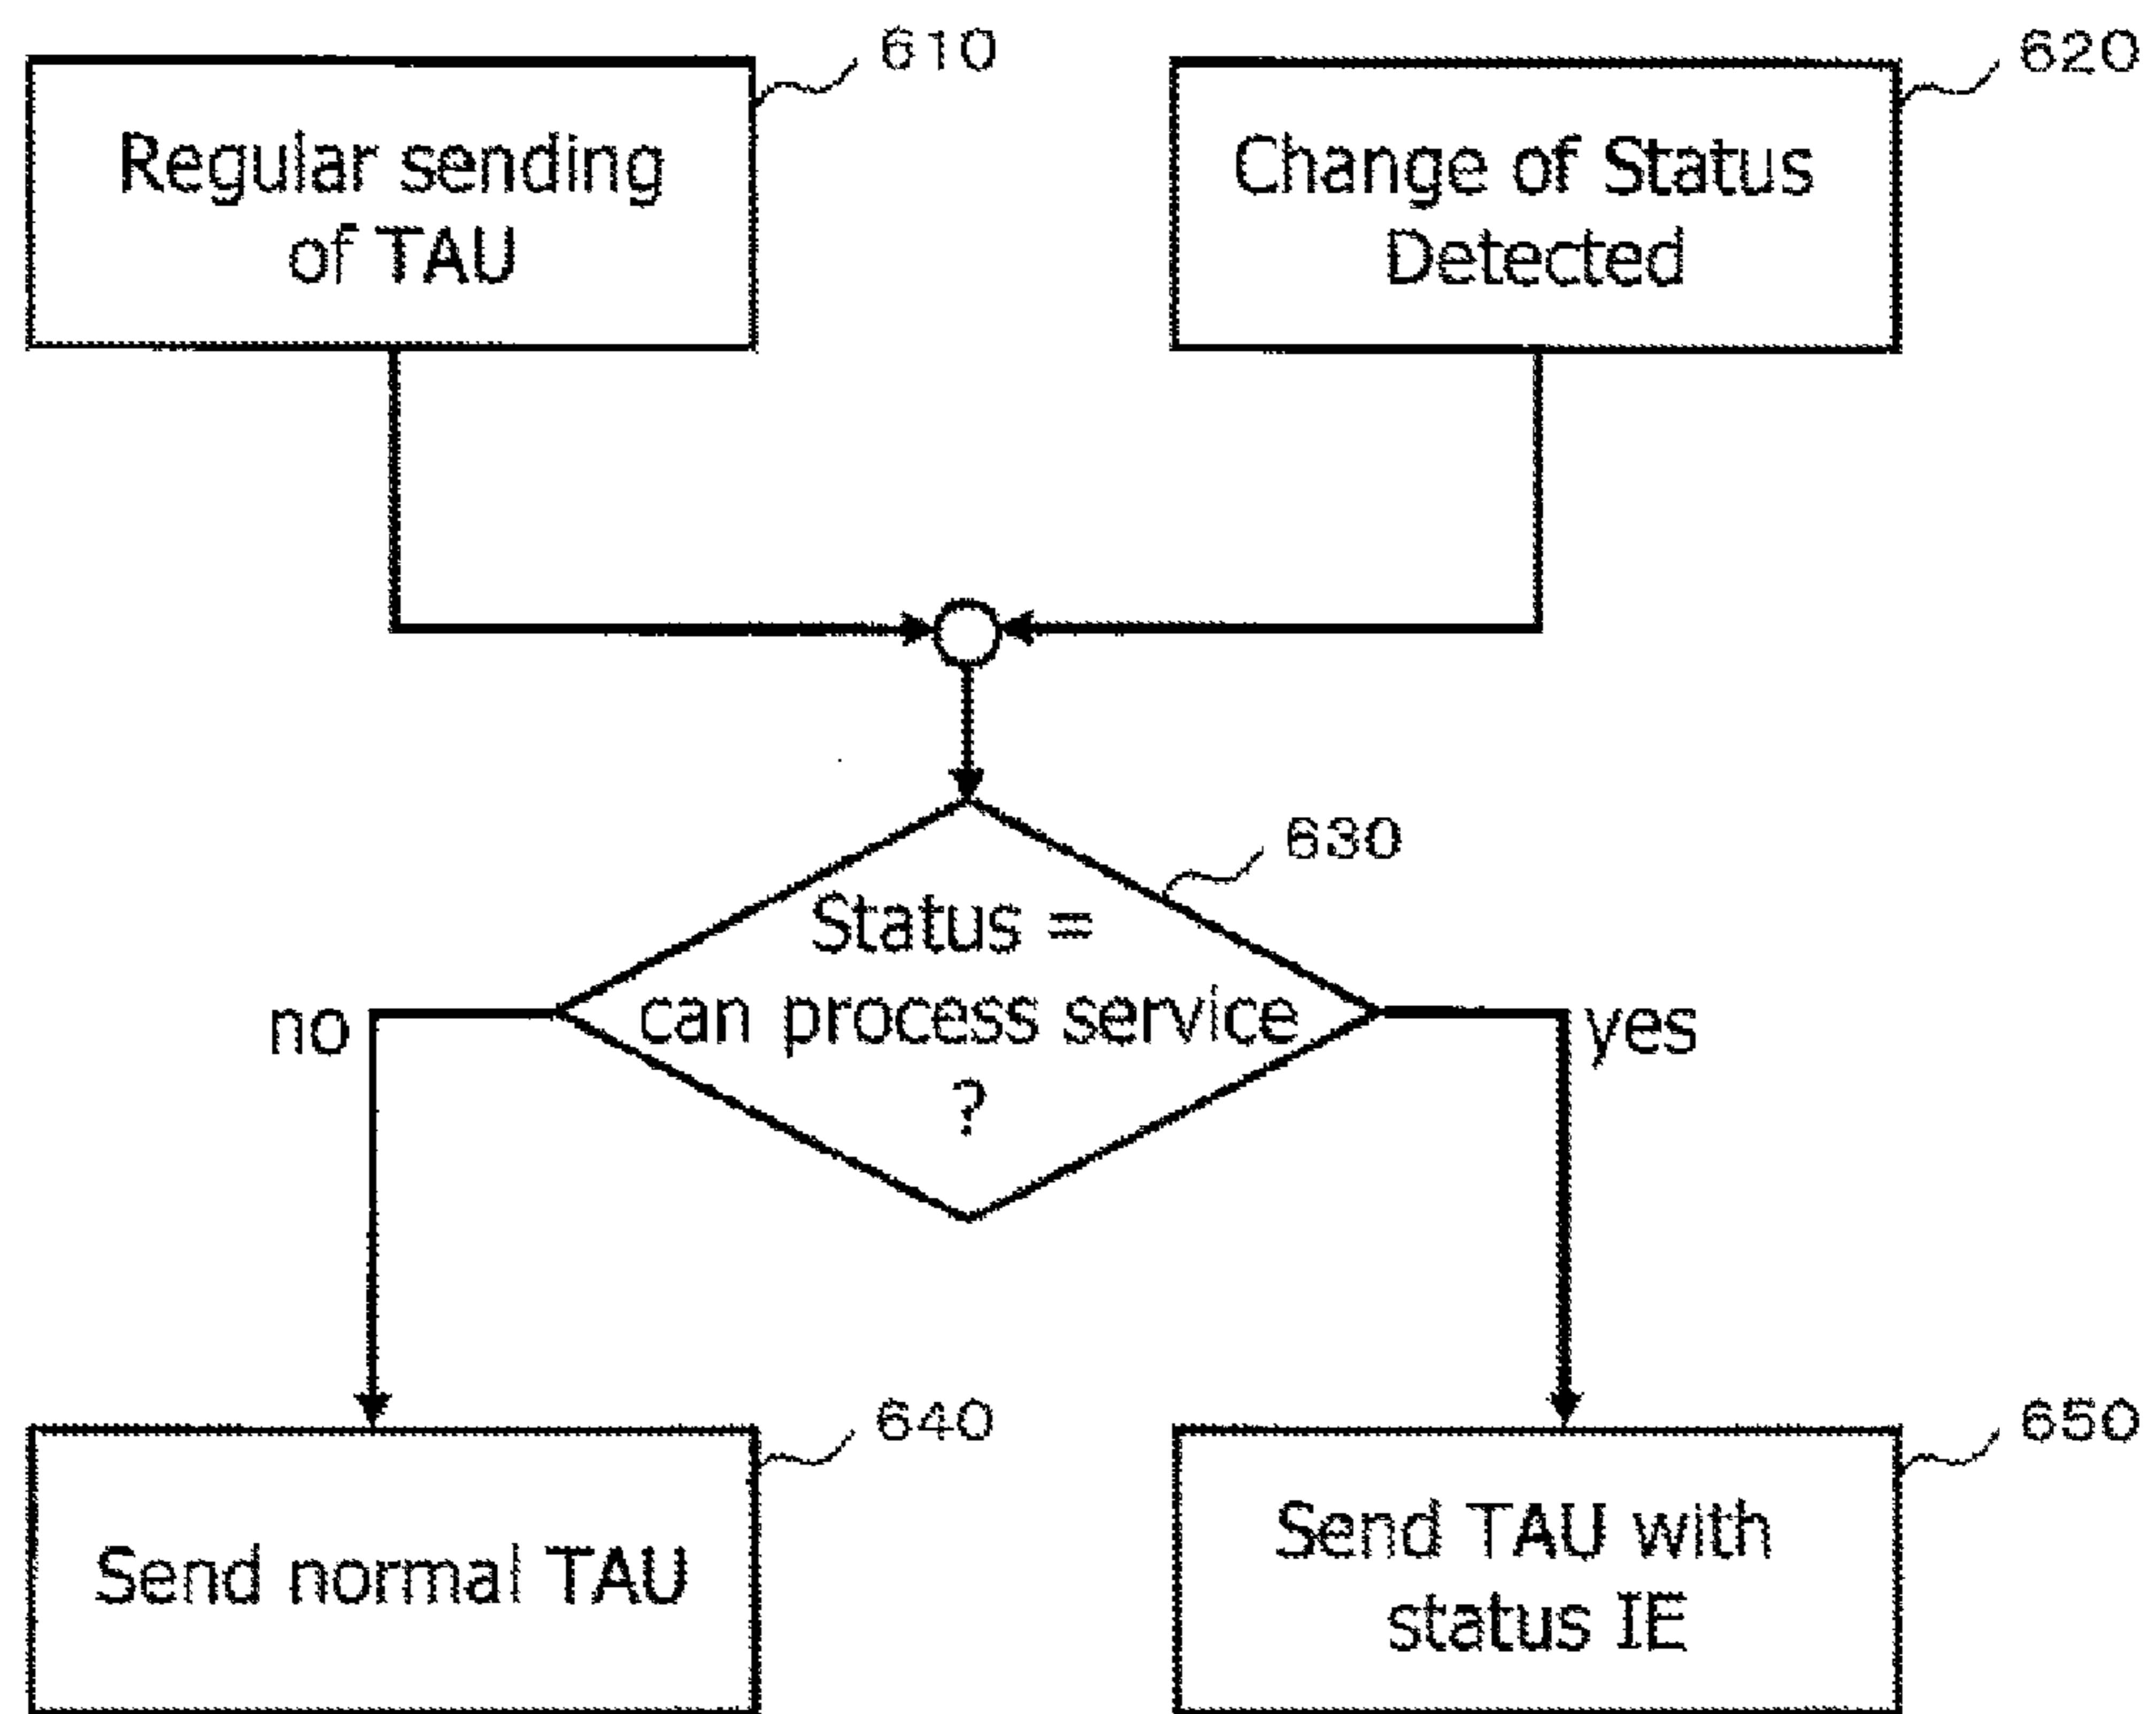 610
Regular sending
of TAU
620
Change of Status
Detected
630
Status =
can process service
?
no
yes
640
Send normal TAU
650
Send TAU with
status IE